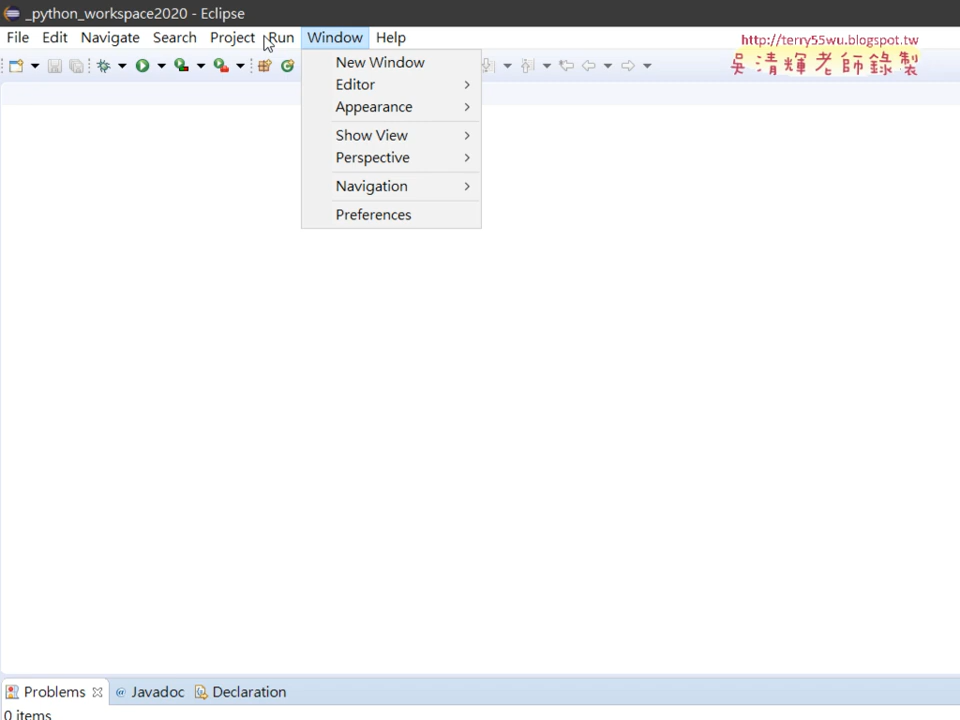 _python_workspace2020 - Eclipse
File Edit Navigate Search Project Run Window Help
http://terry55wu.blogspot.tw
吳清輝老師錄製
New Window
Editor
Appearance
Show View
Perspective
Navigation
Preferences
Problems @ Javadoc Declaration
0 items